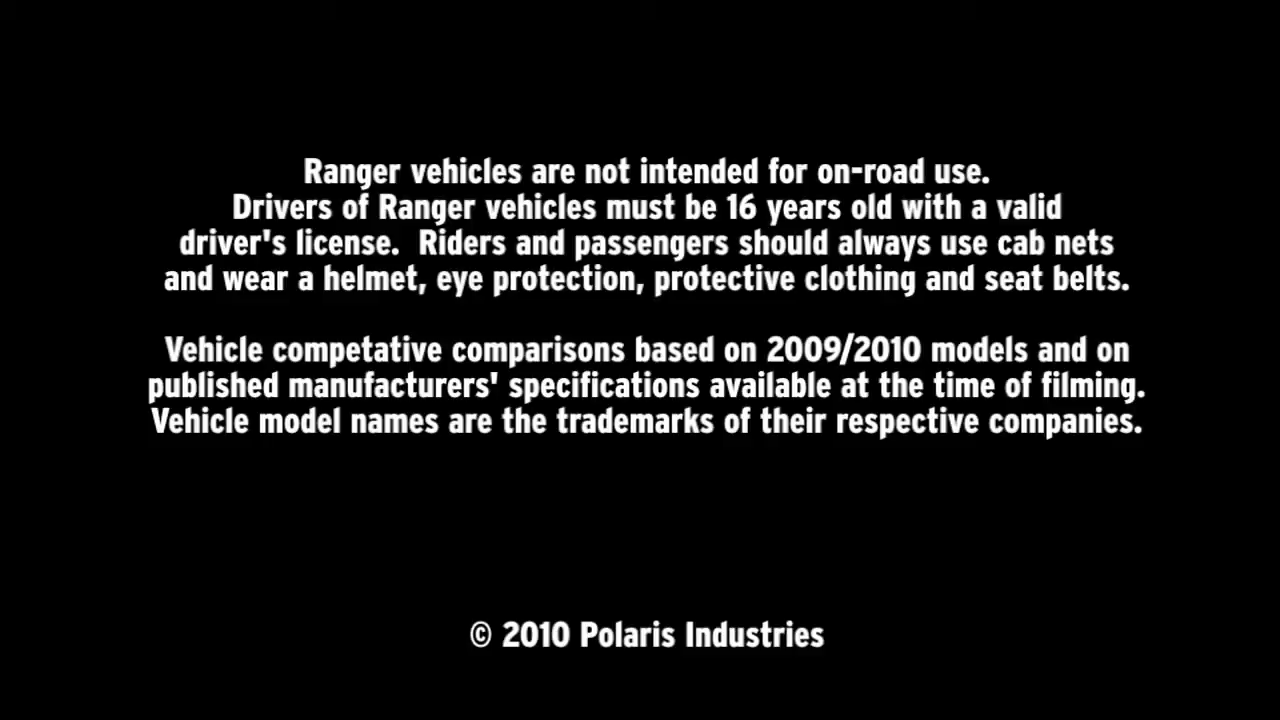 Ranger vehicles are not intended for on-road use.
Drivers of Ranger vehicles must be 16 years old with a valid
driver's license.  Riders and passengers should always use cab nets
and wear a helmet, eye protection, protective clothing and seat belts.
Vehicle competative comparisons based on 2009/2010 models and on
published manufacturers' specifications available at the time of filming.
Vehicle model names are the trademarks of their respective companies.
© 2010 Polaris Industries